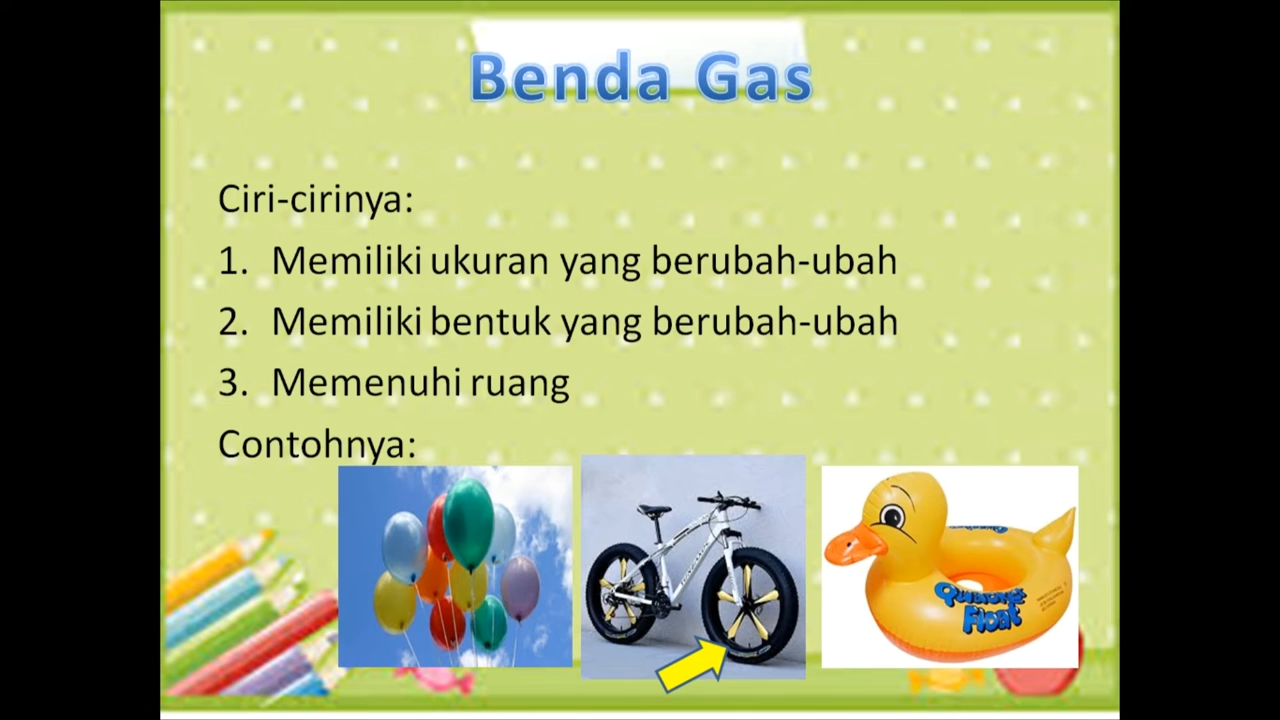 Benda Gas
Ciri-cirinya:
1. Memiliki ukuran yang berubah-ubah
2. Memiliki bentuk yang berubah-ubah
3. Memenuhi ruang
Contohnya:
Float